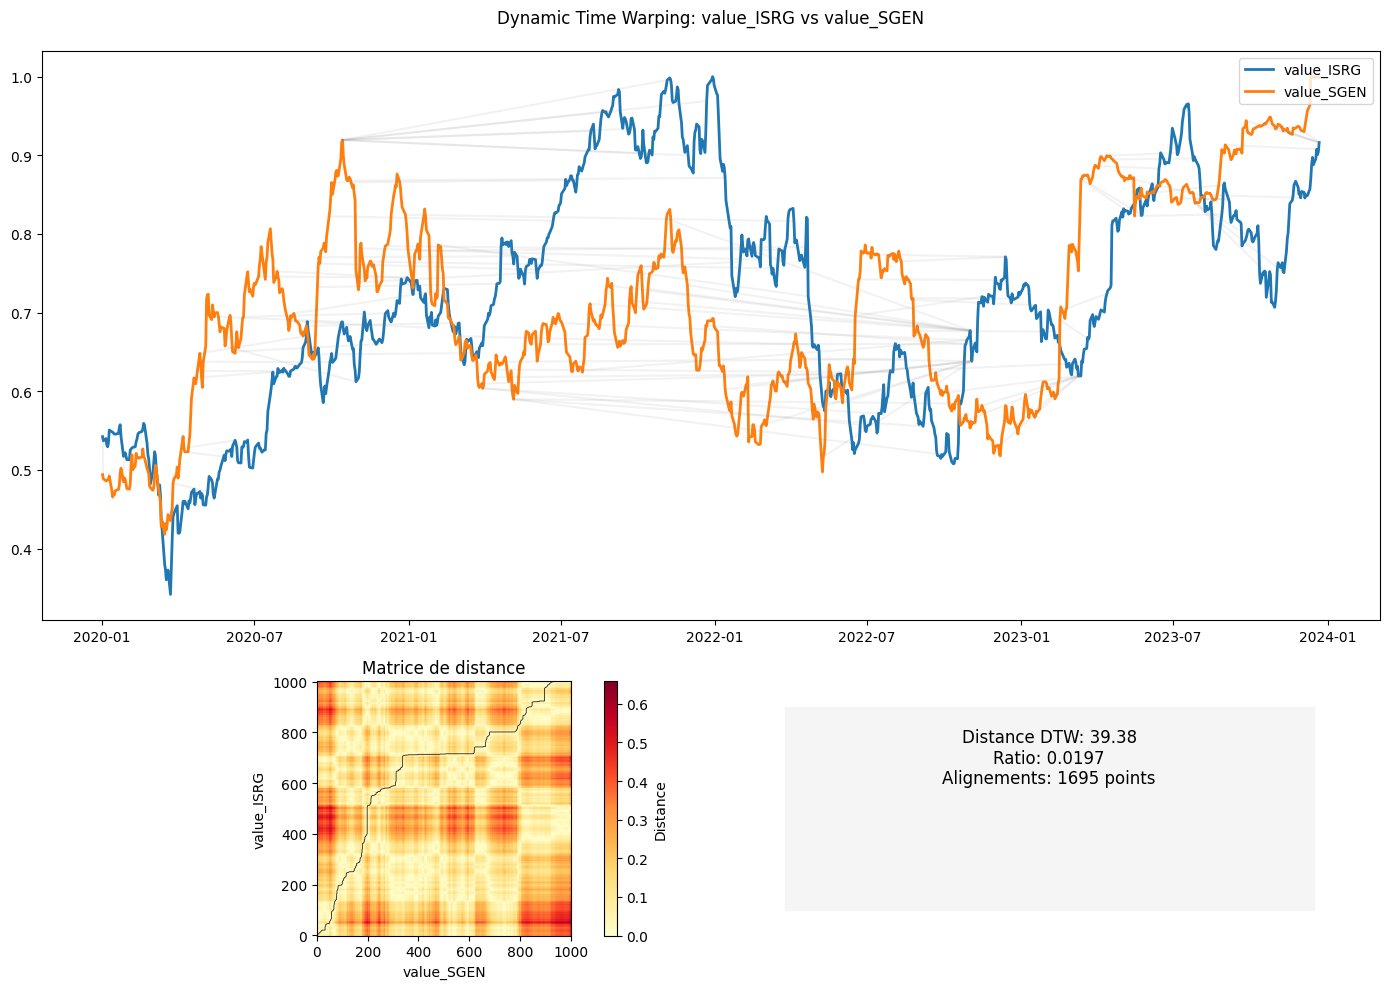 Dynamic Time Warping: value_ISRG vs value_SGEN
value_ISRG
value_SGEN
1.0
0.9
0.8
0.7
0.6
0.5
0.4
2020-01 2020-07 2021-01 2021-07 2022-01 2022-07 2023-01 2023-07 2024-01
Matrice de distance
value_ISRG
1000
800
600
400
200
0
0 200 400 600 800 1000
value_SGEN
0.6
0.5
0.4
0.3
0.2
0.1
0.0
Distance
Distance DTW: 39.38
Ratio: 0.0197
Alignements: 1695 points